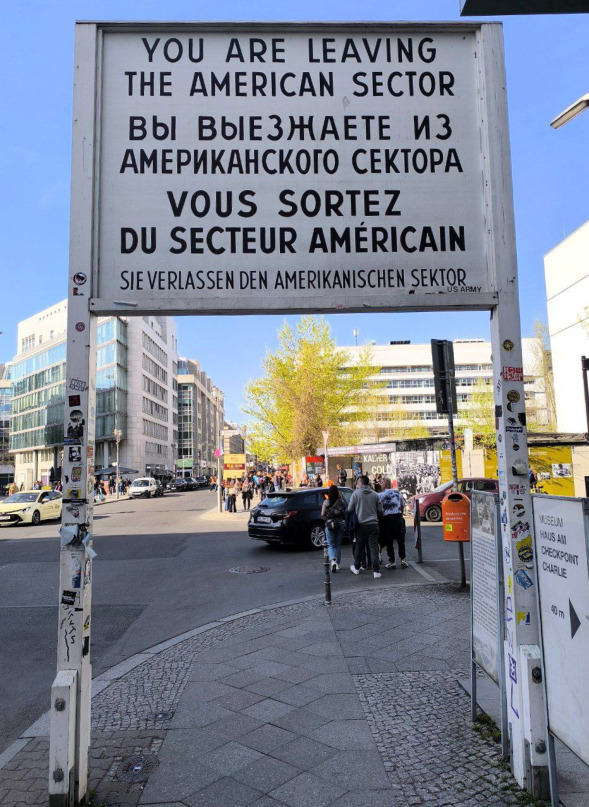 YOU ARE LEAVING
THE AMERICAN SECTOR
ВЫ ВЫЕЗЖАЕТЕ ИЗ
АМЕРИКАНСКОГО СЕКТОРА
VOUS SORTEZ
DU SECTEUR AMÉRICAIN
SIE VERLASSEN DEN AMERIKANISCHEN SEKTOR
US ARMY
MUSEUM
HAUS AM
CHECKPOINT
CHARLIE
40 m